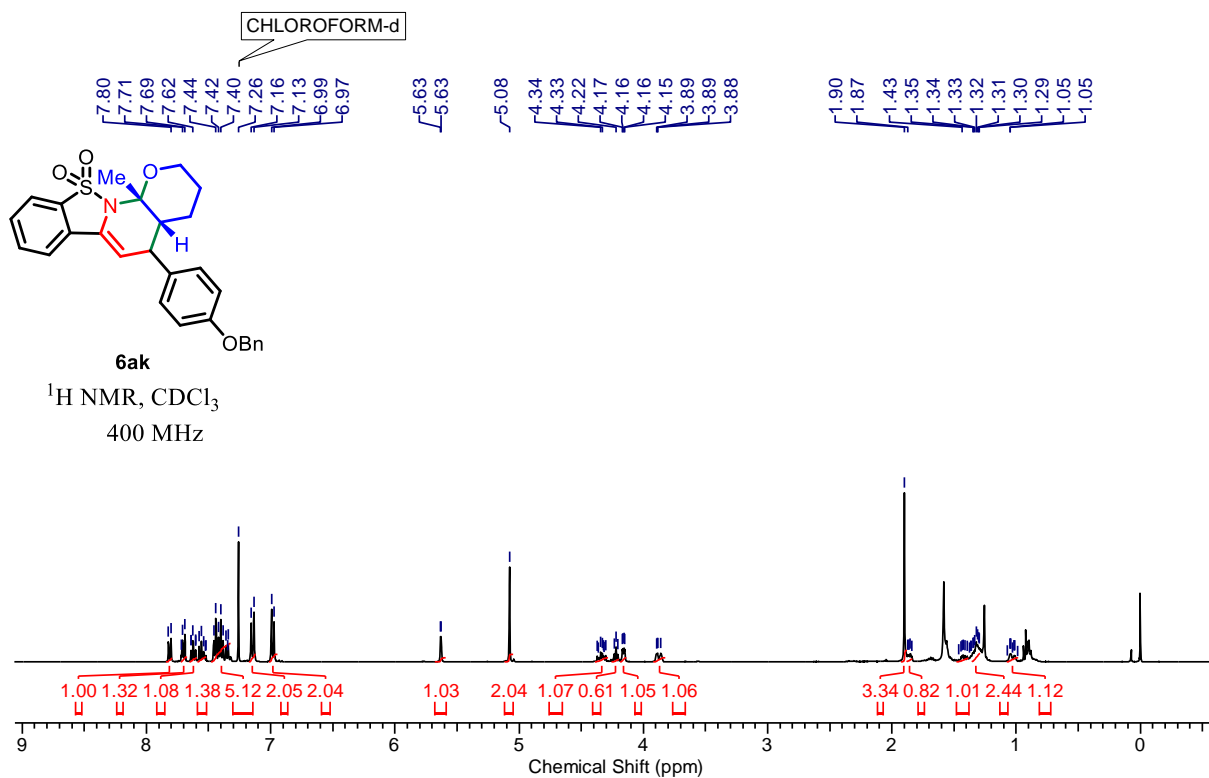 CHLOROFORM-d
7.80 7.71 7.69 7.62 7.44 7.42 7.40 7.26 7.16 7.13 6.99 6.97 5.63 5.63 5.08 4.34 4.33 4.22 4.17 4.16 4.16 4.15 3.89 3.89 3.88 1.90 1.87 1.43 1.35 1.34 1.33 1.32 1.31 1.30 1.29 1.05 1.05
O O
S
Me
O
N
H
OBn
6ak
¹H NMR, CDCl₃
400 MHz
1.00 1.32 1.08 1.38 5.12 2.05 2.04 1.03 2.04 1.07 0.61 1.05 1.06 3.34 0.82 1.01 2.44 1.12
9 8 7 6 5 4 3 2 1 0
Chemical Shift (ppm)